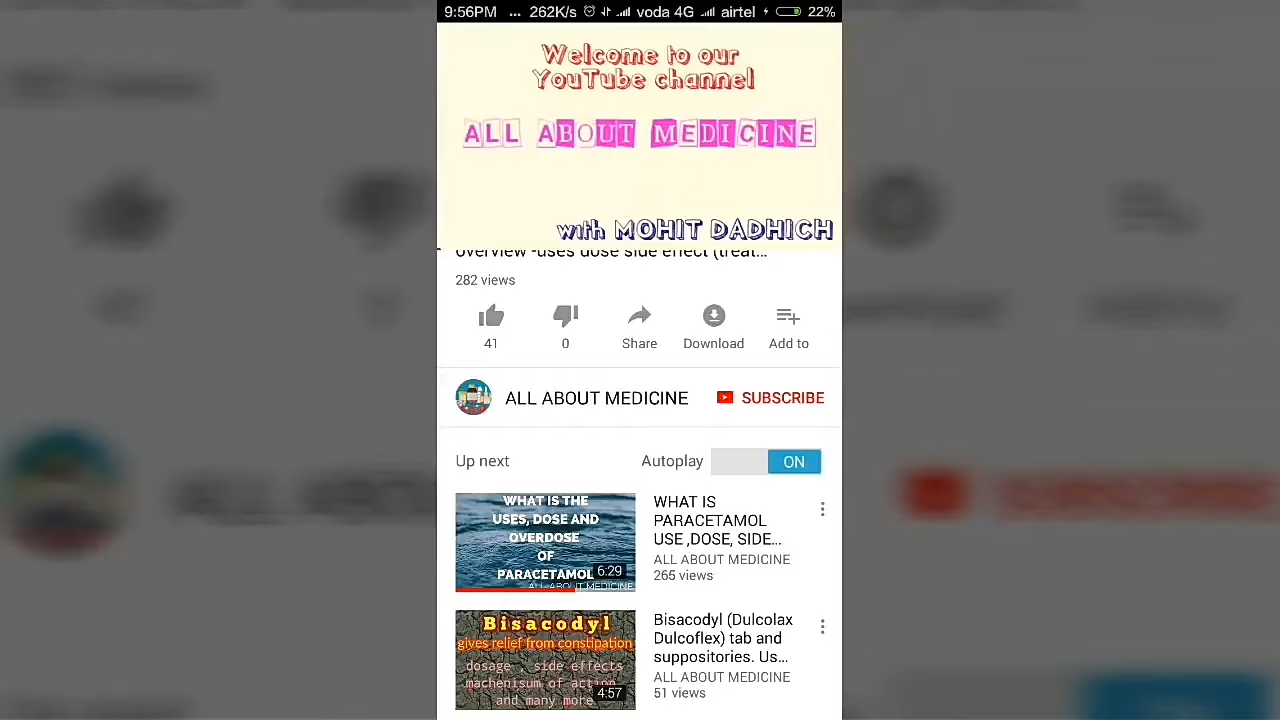 9:56PM ... 262K/s voda 4G airtel 22%
Welcome to our
YouTube channel
ALL ABOUT MEDICINE
with MOHIT DADHICH
overview -uses dose side effect (treat...
282 views
41 0 Share Download Add to
ALL ABOUT MEDICINE SUBSCRIBE
Up next Autoplay ON
WHAT IS THE
USES, DOSE AND
OVERDOSE
OF
PARACETAMOL
6:29
ALL ABOUT MEDICINE
WHAT IS
PARACETAMOL
USE ,DOSE, SIDE...
ALL ABOUT MEDICINE
265 views
Bisacodyl
gives relief from constipation
dosage , side effects
machenisum of action
and many more
4:57
Bisacodyl (Dulcolax
Dulcoflex) tab and
suppositories. Us...
ALL ABOUT MEDICINE
51 views